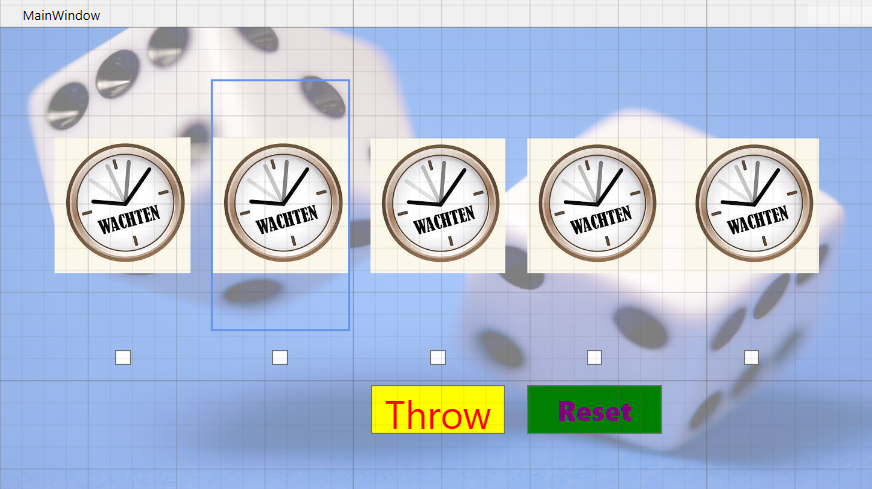 MainWindow
WACHTEN
WACHTEN
WACHTEN
WACHTEN
WACHTEN
Throw
Reset